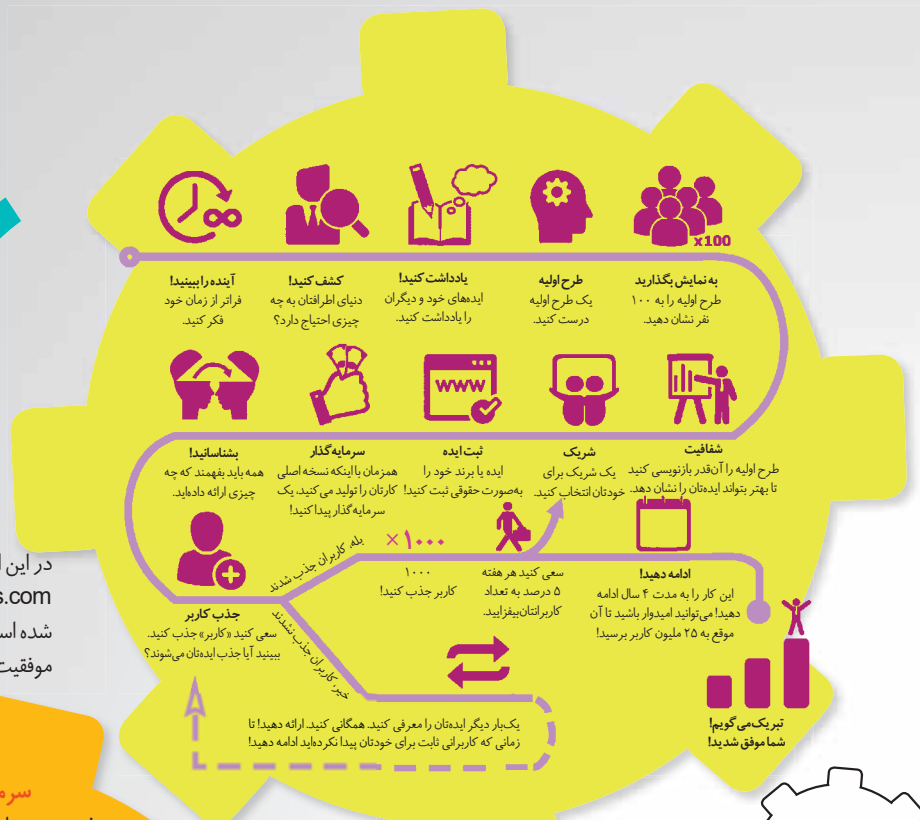 x100
آینده را ببینید!
فراتر از زمان خود
فکر کنید.
کشف کنید!
دنیای اطرافتان به چه
چیزی احتیاج دارد؟
یادداشت کنید!
ایده‌های خود و دیگران
را یادداشت کنید.
طرح اولیه
یک طرح اولیه
درست کنید.
به نمایش بگذارید
طرح اولیه را به ۱۰۰
نفر نشان دهید.
شفافیت
طرح اولیه را آن‌قدر بازنویسی کنید
تا بهتر بتواند ایده‌تان را نشان دهد.
شریک
یک شریک برای
خودتان انتخاب کنید.
www
ثبت ایده
ایده یا برند خود را
به‌صورت حقوقی ثبت کنید!
سرمایه‌گذار
همزمان با اینکه نسخه اصلی
کارتان را تولید می کنید، یک
سرمایه‌گذار پیدا کنید!
بشناسانید!
همه باید بفهمند که چه
چیزی ارائه داده‌اید.
جذب کاربر
سعی کنید «کاربر» جذب کنید.
ببینید آیا جذب ایده‌تان می‌شوند؟
بله، کاربران جذب شدند
×۱۰۰۰
۱۰۰۰
کاربر جذب کنید!
سعی کنید هر هفته
۵ درصد به تعداد
کاربرانتان‌بیفزایید.
ادامه دهید!
این کار را به مدت ۴ سال ادامه
دهید! می‌توانید امیدوار باشید تا آن
موقع به ۲۵ ملیون کاربر برسید!
تبریک می گویم!
شما موفق شدید!
خیر، کاربران جذب نشدند
یک‌بار دیگر ایده‌تان را معرفی کنید. همگانی کنید. ارائه دهید! تا
زمانی که کاربرانی ثابت برای خودتان پیدا نکرده‌اید ادامه دهید!
در این
s.com
شده
موفقیت